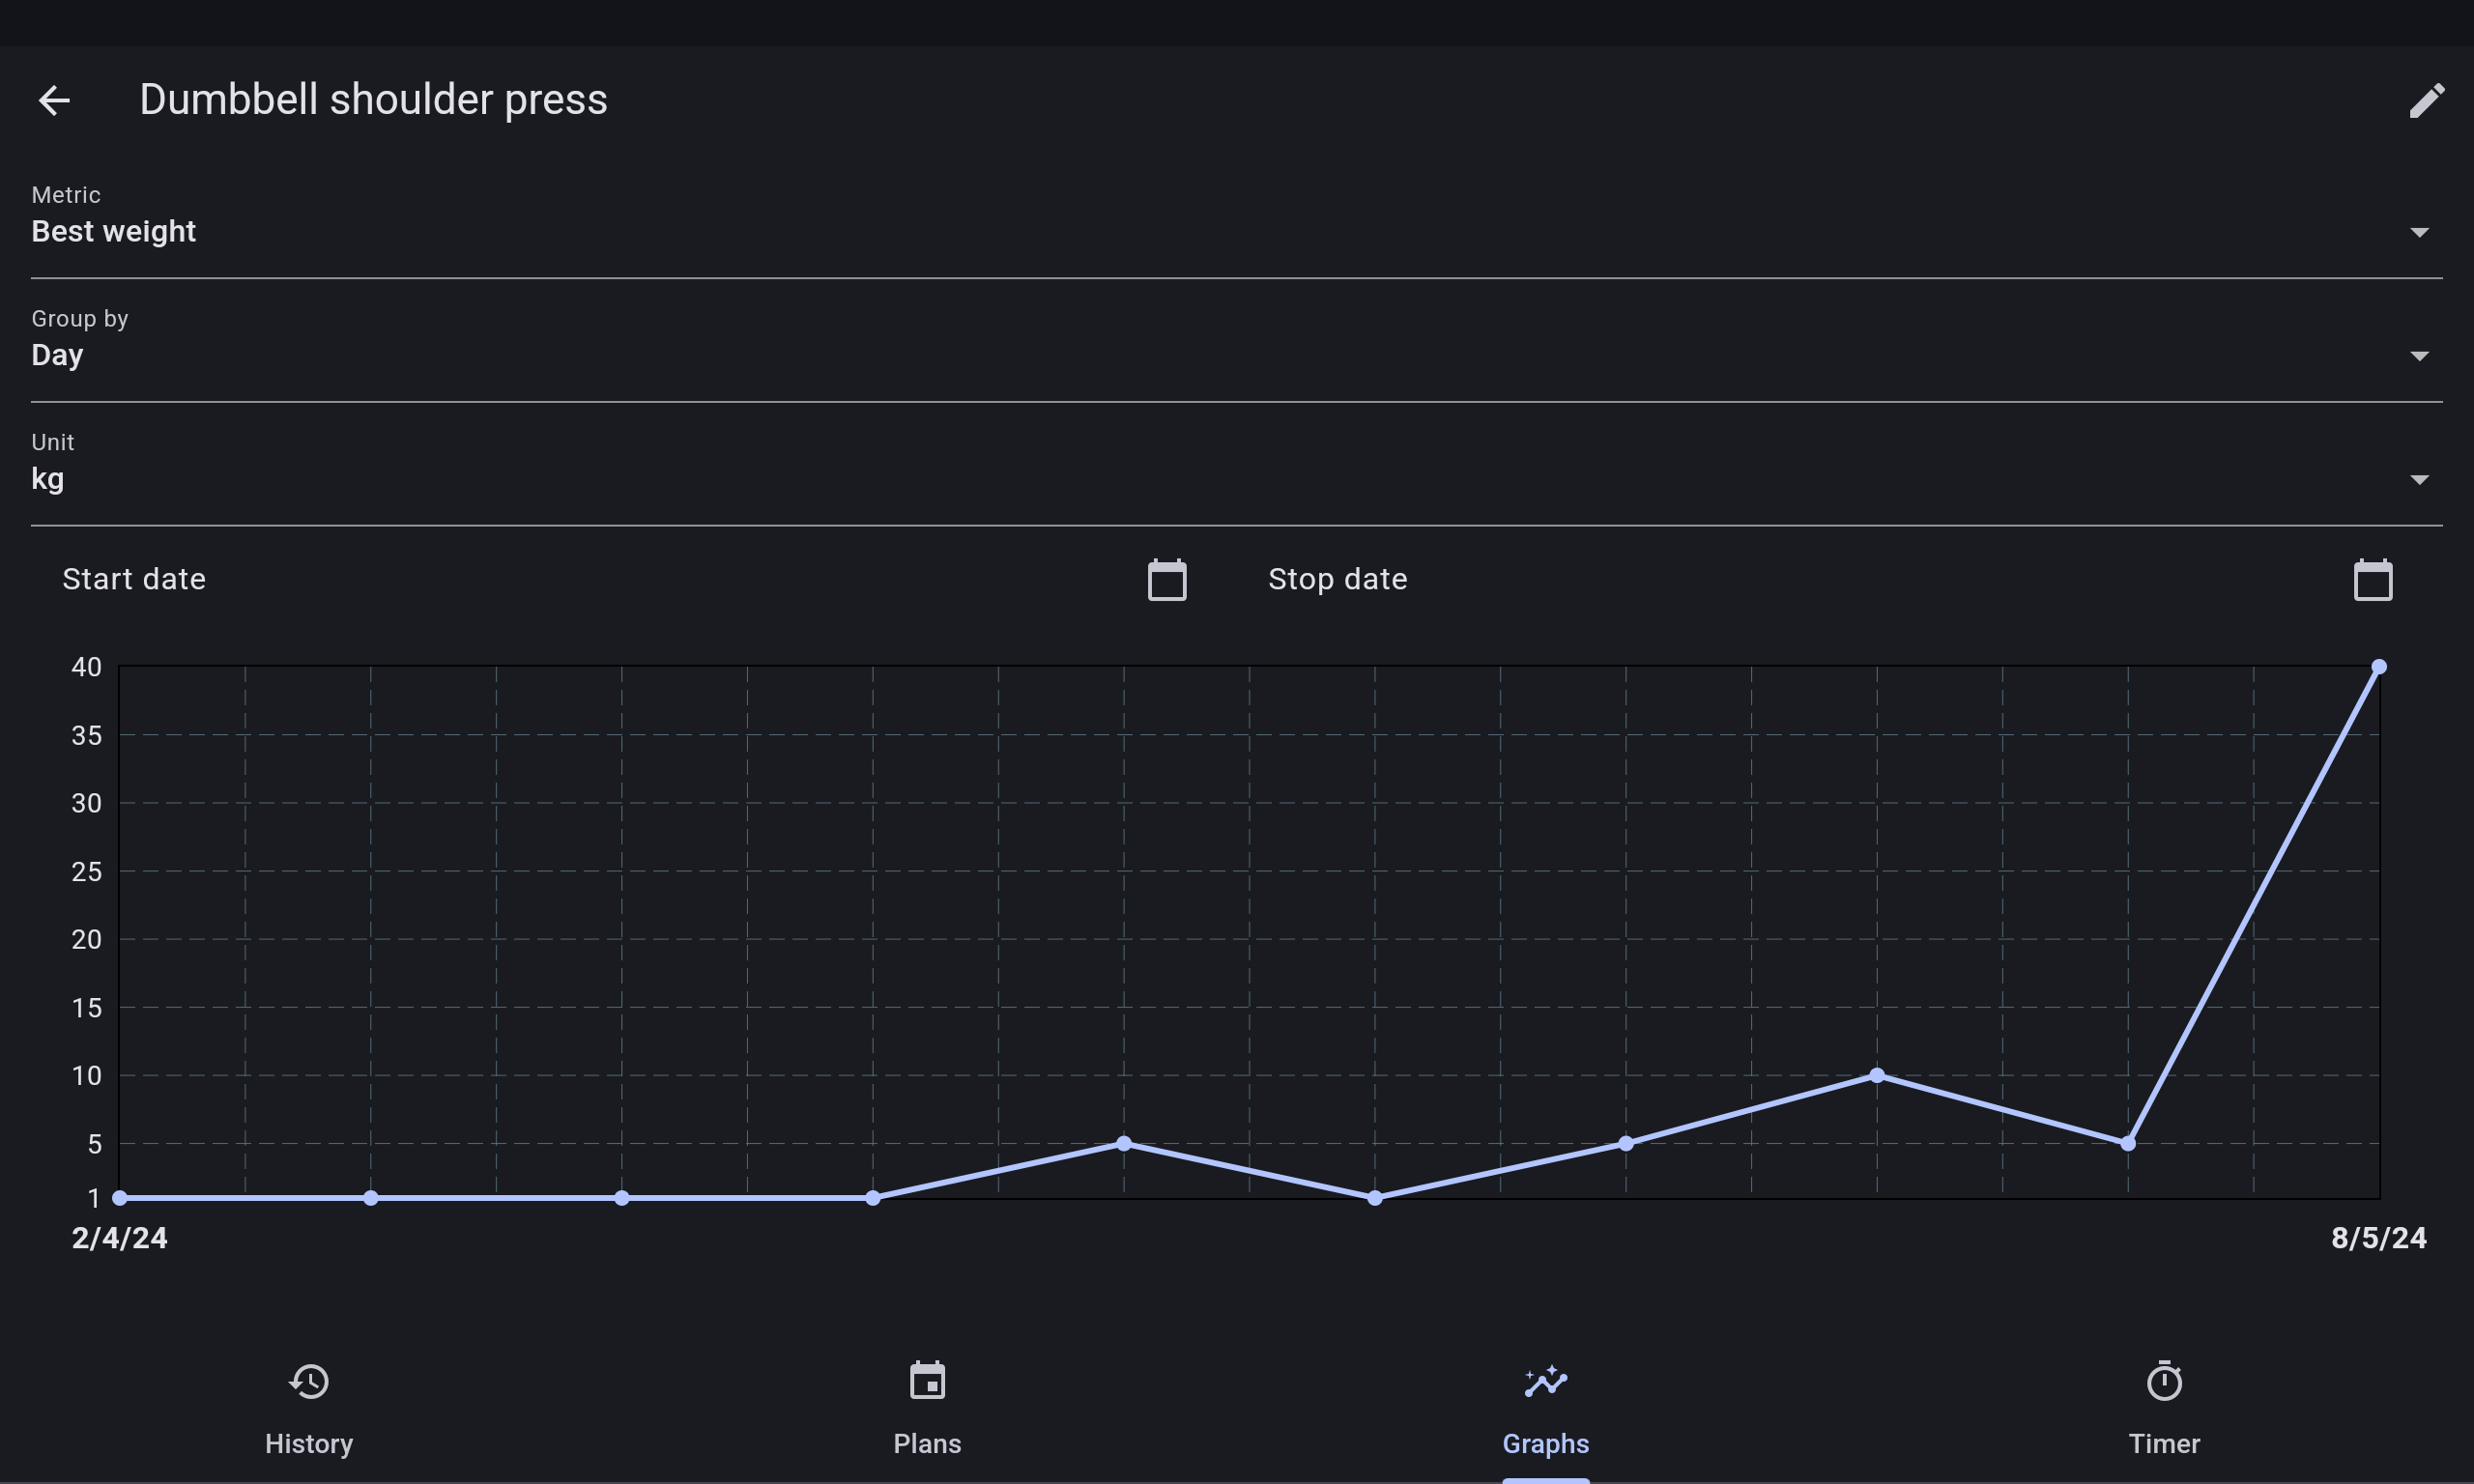 Dumbbell shoulder press
Metric
Best weight
Group by
Day
Unit
kg
Start date
Stop date
40
35
30
25
20
15
10
5
1
2/4/24
8/5/24
History
Plans
Graphs
Timer